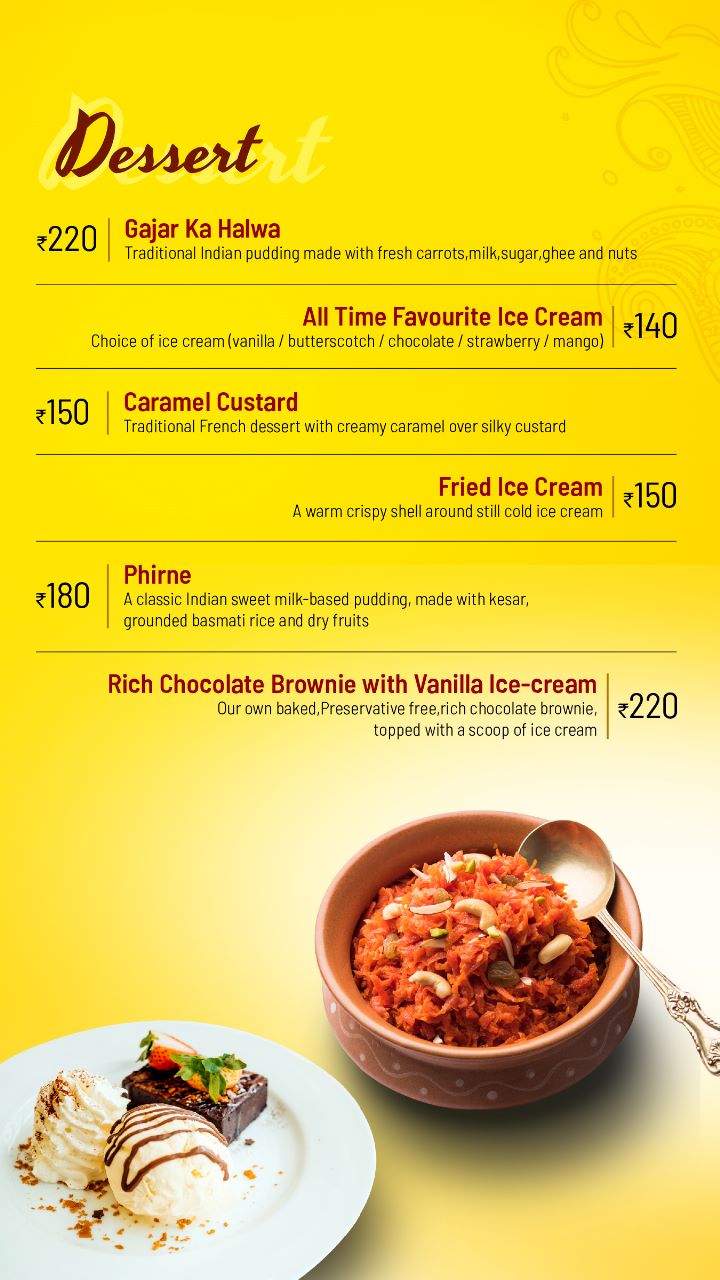 Dessert
₹220
Gajar Ka Halwa
Traditional Indian pudding made with fresh carrots,milk,sugar,ghee and nuts
All Time Favourite Ice Cream
Choice of ice cream (vanilla / butterscotch / chocolate / strawberry / mango)
₹140
₹150
Caramel Custard
Traditional French dessert with creamy caramel over silky custard
Fried Ice Cream
A warm crispy shell around still cold ice cream
₹150
₹180
Phirne
A classic Indian sweet milk-based pudding, made with kesar,
grounded basmati rice and dry fruits
Rich Chocolate Brownie with Vanilla Ice-cream
Our own baked,Preservative free,rich chocolate brownie,
topped with a scoop of ice cream
₹220